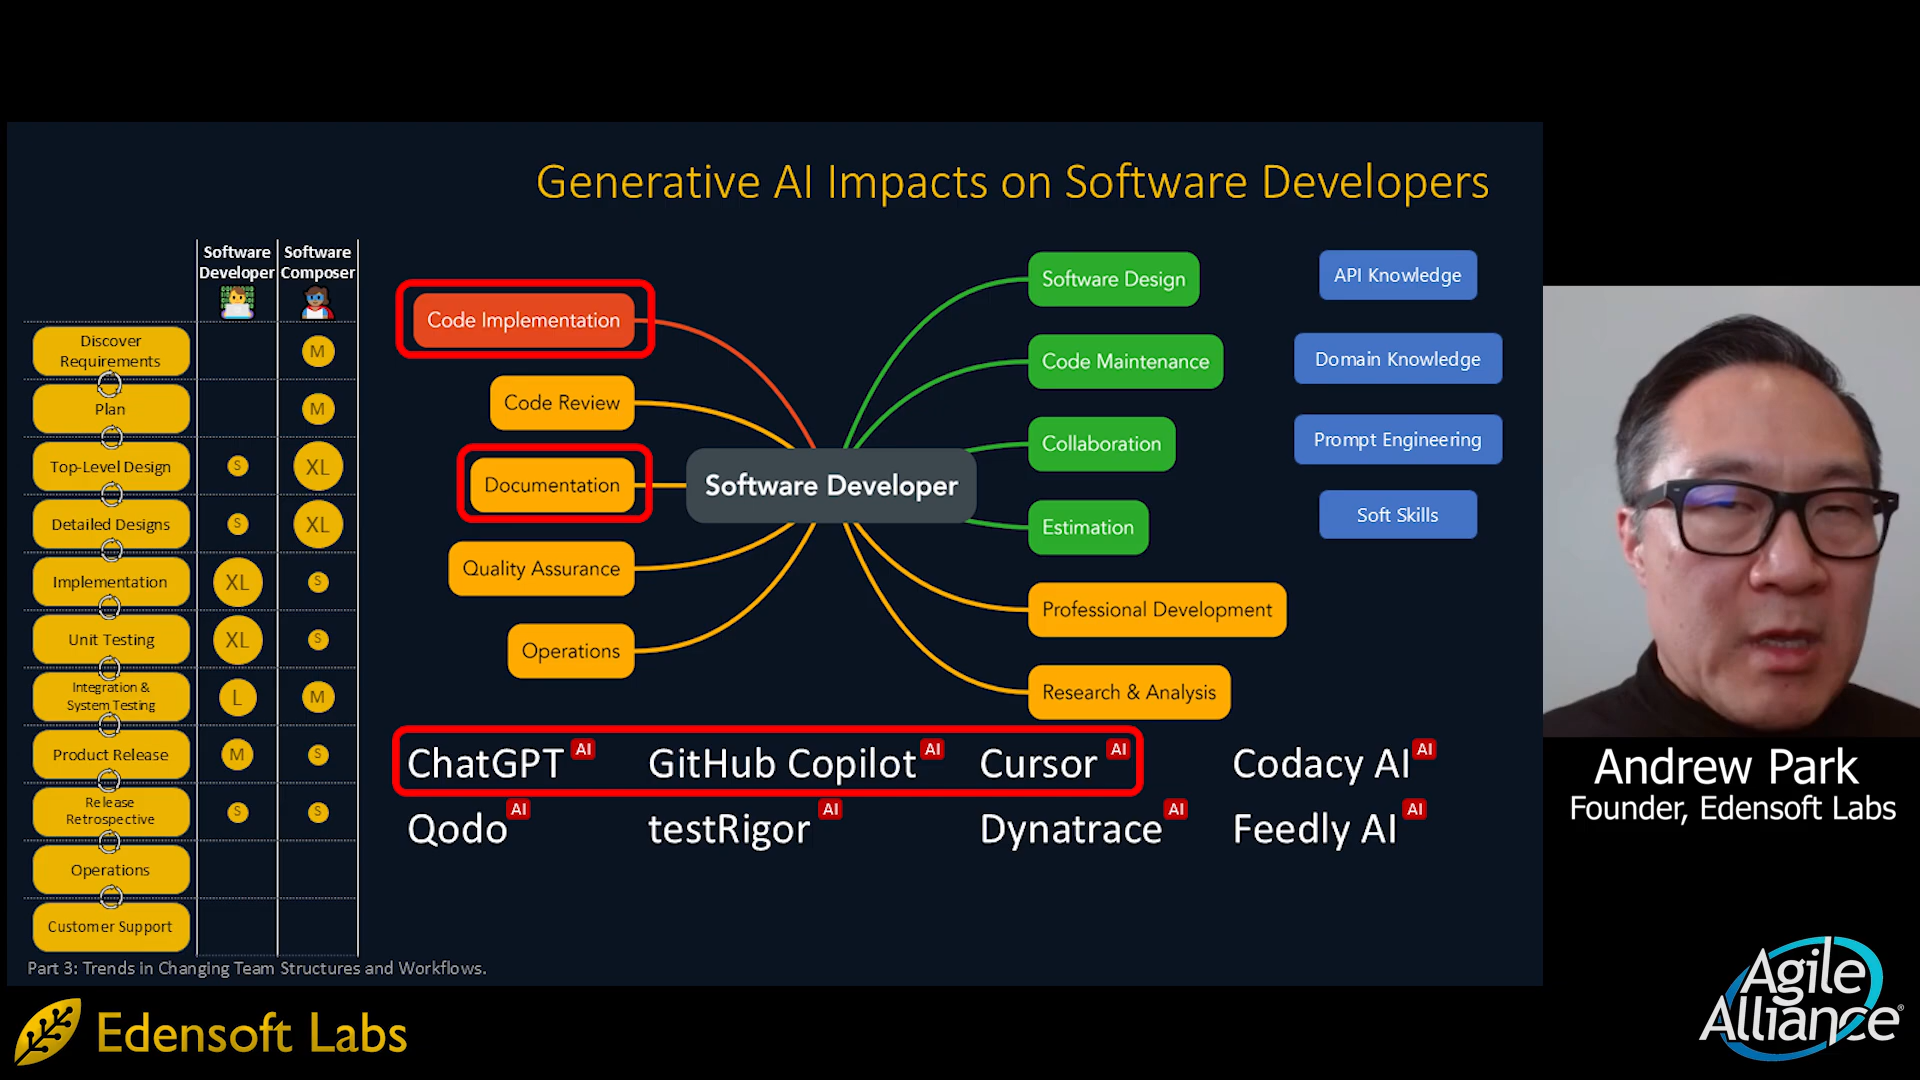 Generative AI Impacts on Software Developers
Software Developer
Software Composer
Discover Requirements
M
Plan
M
Top-Level Design
S
XL
Detailed Designs
S
XL
Implementation
XL
S
Unit Testing
XL
S
Integration & System Testing
L
M
Product Release
M
S
Release Retrospective
S
S
Operations
Customer Support
Code Implementation
Code Review
Documentation
Quality Assurance
Operations
Software Developer
Software Design
Code Maintenance
Collaboration
Estimation
Professional Development
Research & Analysis
API Knowledge
Domain Knowledge
Prompt Engineering
Soft Skills
ChatGPT AI
GitHub Copilot AI
Cursor AI
Codacy AI AI
Qodo AI
testRigor AI
Dynatrace AI
Feedly AI AI
Part 3: Trends in Changing Team Structures and Workflows.
Andrew Park
Founder, Edensoft Labs
Edensoft Labs
Agile
Alliance®